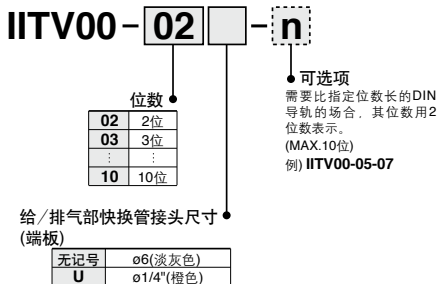 IITV00-02 -n
可选项
需要比指定位数长的DIN
导轨的场合，其位数用2
位数表示。
(MAX.10位)
例) IITV00-05-07
位数
02 2位
03 3位
⋮ ⋮
10 10位
给/排气部快换管接头尺寸
(端板)
无记号 ø6(淡灰色)
U ø1/4"(橙色)